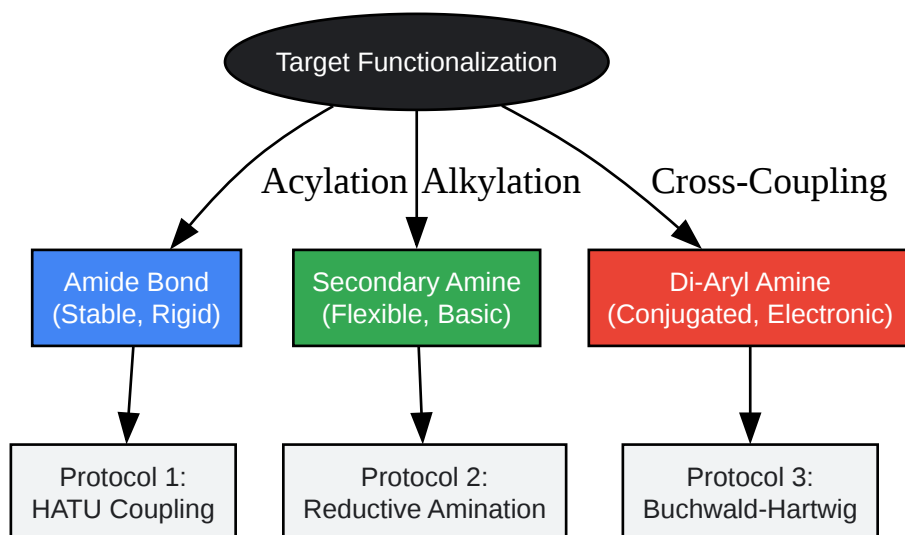 Target Functionalization
Acylation
Alkylation
Cross-Coupling
Amide Bond
(Stable, Rigid)
Secondary Amine
(Flexible, Basic)
Di-Aryl Amine
(Conjugated, Electronic)
Protocol 1:
HATU Coupling
Protocol 2:
Reductive Amination
Protocol 3:
Buchwald-Hartwig